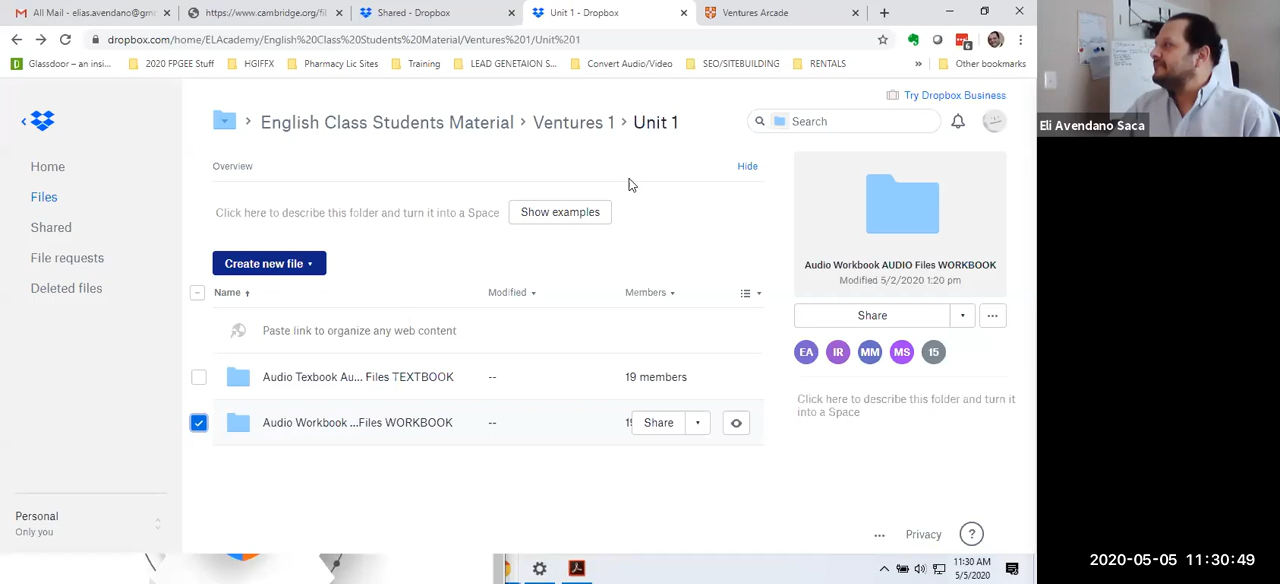 All Mail - elias.avendano@gm
https://www.cambridge.org/fil
Shared - Dropbox
Unit 1 - Dropbox
Ventures Arcade
dropbox.com/home/ELAcademy/English%20Class%20Students%20Material/Ventures%201/Unit%201
6
Glassdoor – an insi...
2020 FPGEE Stuff
HGIFFX
Pharmacy Lic Sites
Trading
LEAD GENETAION S...
Convert Audio/Video
SEO/SITEBUILDING
RENTALS
»
Other bookmarks
Eli Avendano Saca
Try Dropbox Business
English Class Students Material > Ventures 1 > Unit 1
Search
Home
Files
Shared
File requests
Deleted files
Overview
Hide
Click here to describe this folder and turn it into a Space
Show examples
Create new file
Name
Modified
Members
Paste link to organize any web content
Audio Texbook Au... Files TEXTBOOK
--
19 members
Audio Workbook ...Files WORKBOOK
--
Share
Audio Workbook AUDIO Files WORKBOOK
Modified 5/2/2020 1:20 pm
Share
EA
IR
MM
MS
15
Click here to describe this folder and turn it
into a Space
Personal
Only you
Privacy
?
11:30 AM
5/5/2020
2020-05-05 11:30:49